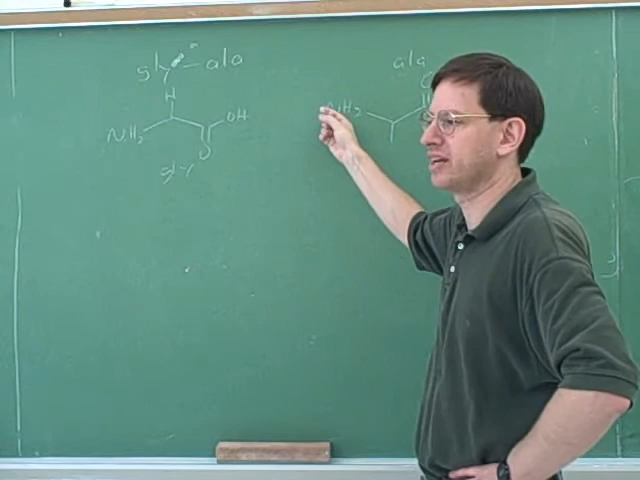 gly - ala
H
NH₂ OH
O
gly
ala
NH₂